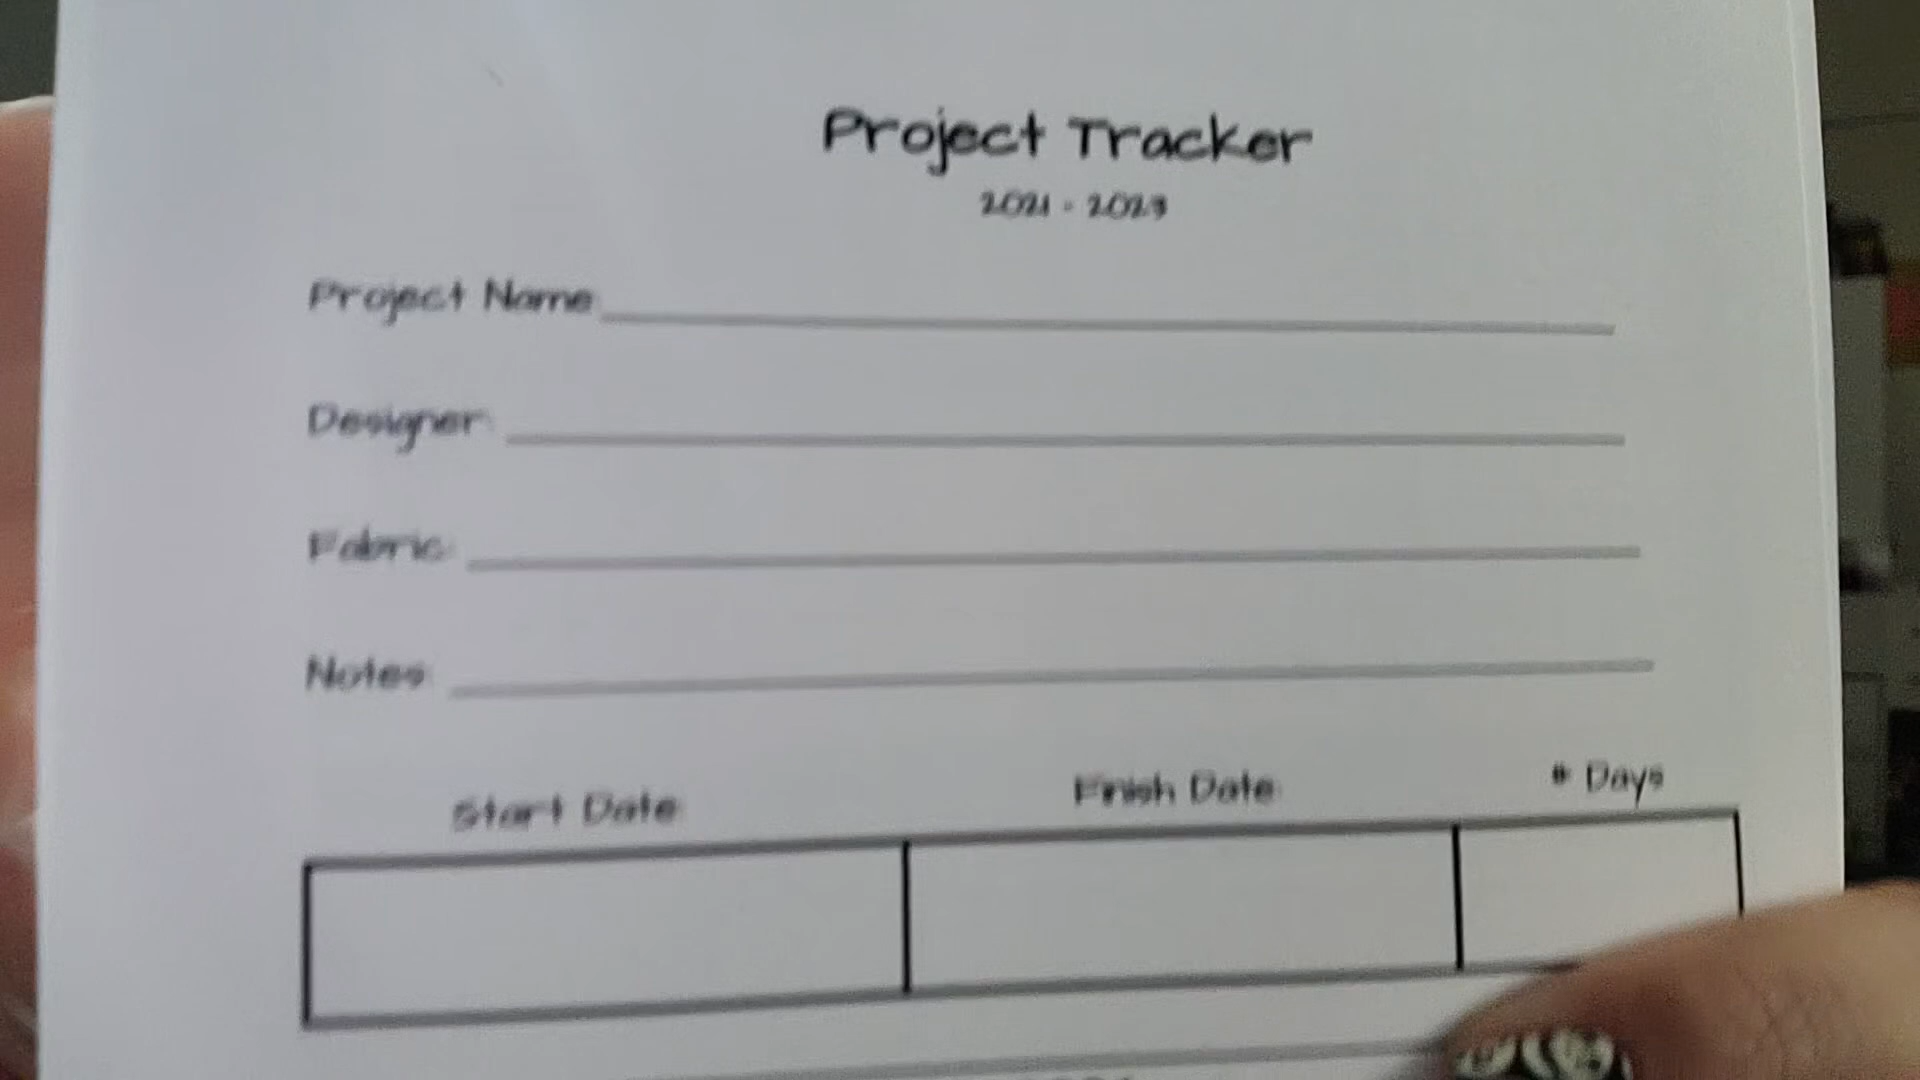 Project Tracker
2021 - 2023
Project Name
Designer:
Fabric:
Notes:
Start Date Finish Date # Days